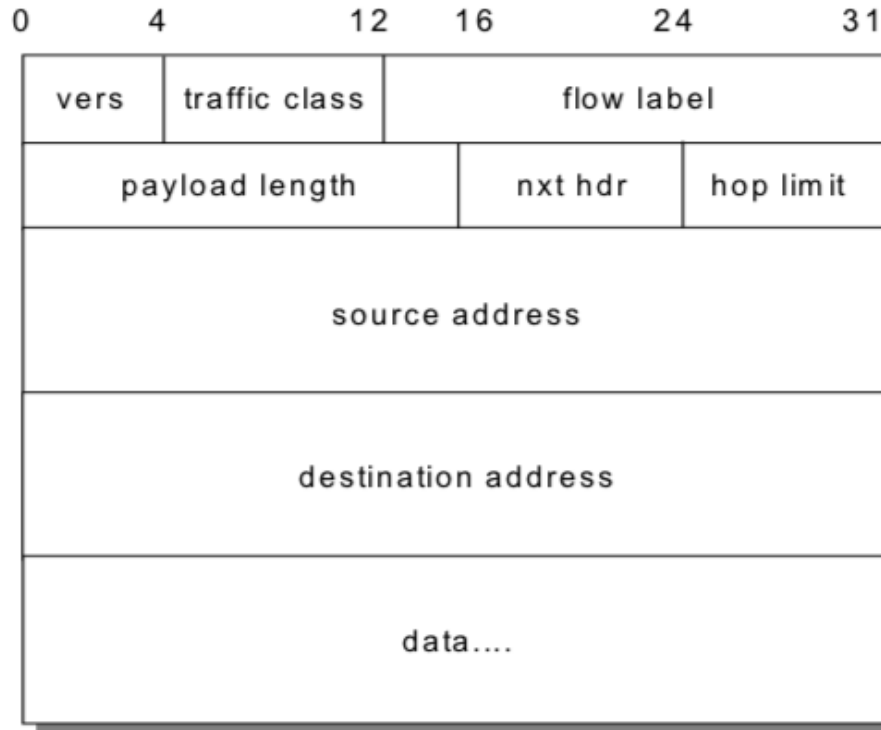 0 4 12 16 24 31
vers traffic class flow label
payload length nxt hdr hop limit
source address
destination address
data....